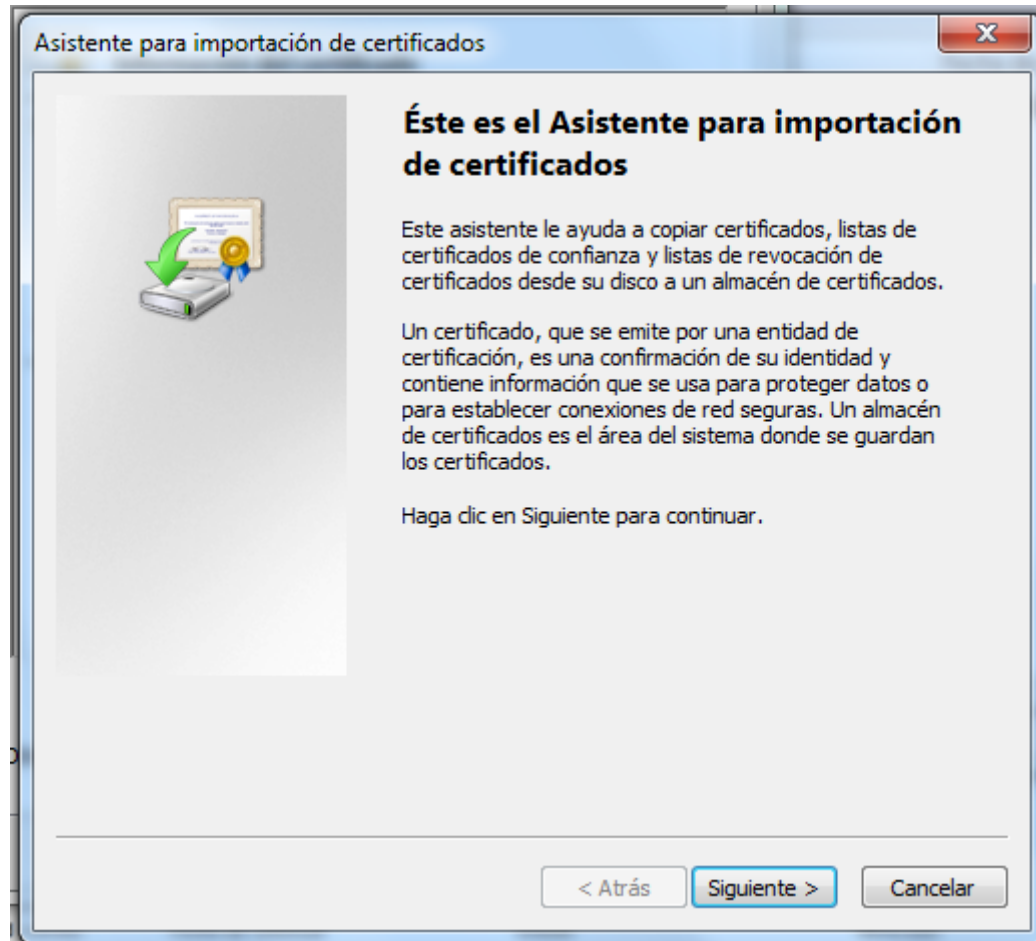 Asistente para importación de certificados
Éste es el Asistente para importación
de certificados
Este asistente le ayuda a copiar certificados, listas de
certificados de confianza y listas de revocación de
certificados desde su disco a un almacén de certificados.
Un certificado, que se emite por una entidad de
certificación, es una confirmación de su identidad y
contiene información que se usa para proteger datos o
para establecer conexiones de red seguras. Un almacén
de certificados es el área del sistema donde se guardan
los certificados.
Haga clic en Siguiente para continuar.
< Atrás
Siguiente >
Cancelar